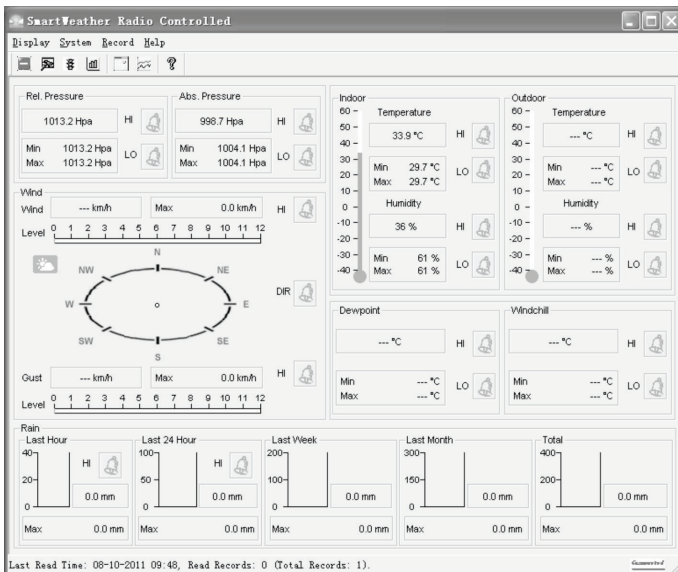 SmartWeather Radio Controlled
Display System Record Help
Rel. Pressure
1013.2 Hpa HI
Min 1013.2 Hpa
Max 1013.2 Hpa
LO
Abs. Pressure
998.7 Hpa HI
Min 1004.1 Hpa
Max 1004.1 Hpa
LO
Wind
Wind --- km/h Max 0.0 km/h HI
Level 0 1 2 3 4 5 6 7 8 9 10 11 12
N
NW NE
W E
SW SE
S
DIR
Gust --- km/h Max 0.0 km/h HI
Level 0 1 2 3 4 5 6 7 8 9 10 11 12
Indoor
60
50
40
30
20
10
0
-10
-20
-30
-40
Temperature
33.9 °C HI
Min 29.7 °C
Max 29.7 °C
LO
Humidity
36 % HI
Min 61 %
Max 61 %
LO
Outdoor
60
50
40
30
20
10
0
-10
-20
-30
-40
Temperature
--- °C HI
Min --- °C
Max --- °C
LO
Humidity
--- % HI
Min --- %
Max --- %
LO
Dewpoint
--- °C HI
Min --- °C
Max --- °C
LO
Windchill
--- °C HI
Min --- °C
Max --- °C
LO
Rain
Last Hour
40
20
0
HI
0.0 mm
Max 0.0 mm
Last 24 Hour
100
50
0
HI
0.0 mm
Max 0.0 mm
Last Week
200
100
0
0.0 mm
Max 0.0 mm
Last Month
300
150
0
0.0 mm
Max 0.0 mm
Total
400
200
0
0.0 mm
Max 0.0 mm
Last Read Time: 08-10-2011 09:48, Read Records: 0 (Total Records: 1).